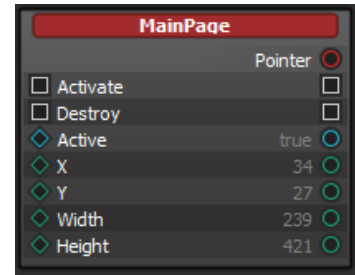 MainPage
Pointer
Activate
Destroy
Active true
X 34
Y 27
Width 239
Height 421